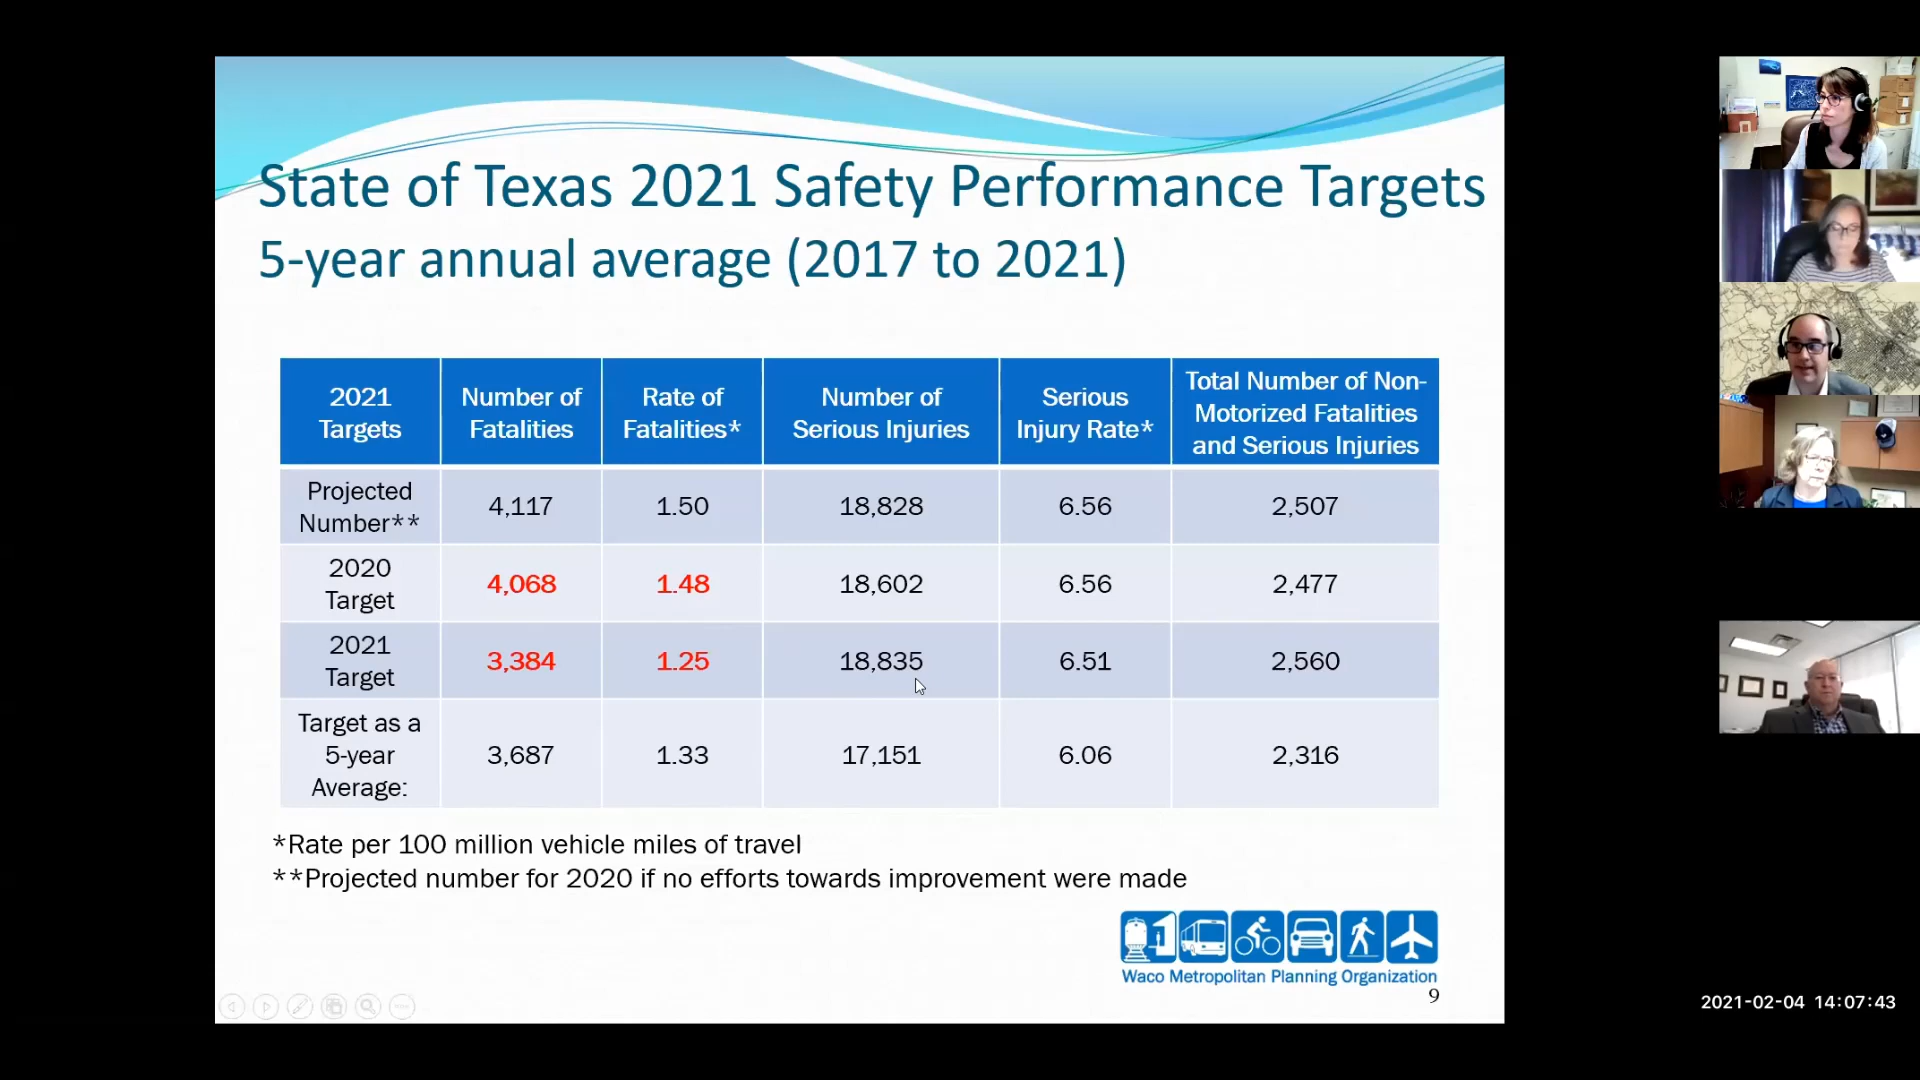 State of Texas 2021 Safety Performance Targets
5-year annual average (2017 to 2021)
2021 Targets
Number of Fatalities
Rate of Fatalities*
Number of Serious Injuries
Serious Injury Rate*
Total Number of Non-Motorized Fatalities and Serious Injuries
Projected Number** 4,117 1.50 18,828 6.56 2,507
2020 Target 4,068 1.48 18,602 6.56 2,477
2021 Target 3,384 1.25 18,835 6.51 2,560
Target as a 5-year Average: 3,687 1.33 17,151 6.06 2,316
*Rate per 100 million vehicle miles of travel
**Projected number for 2020 if no efforts towards improvement were made
Waco Metropolitan Planning Organization
9
2021-02-04 14:07:43